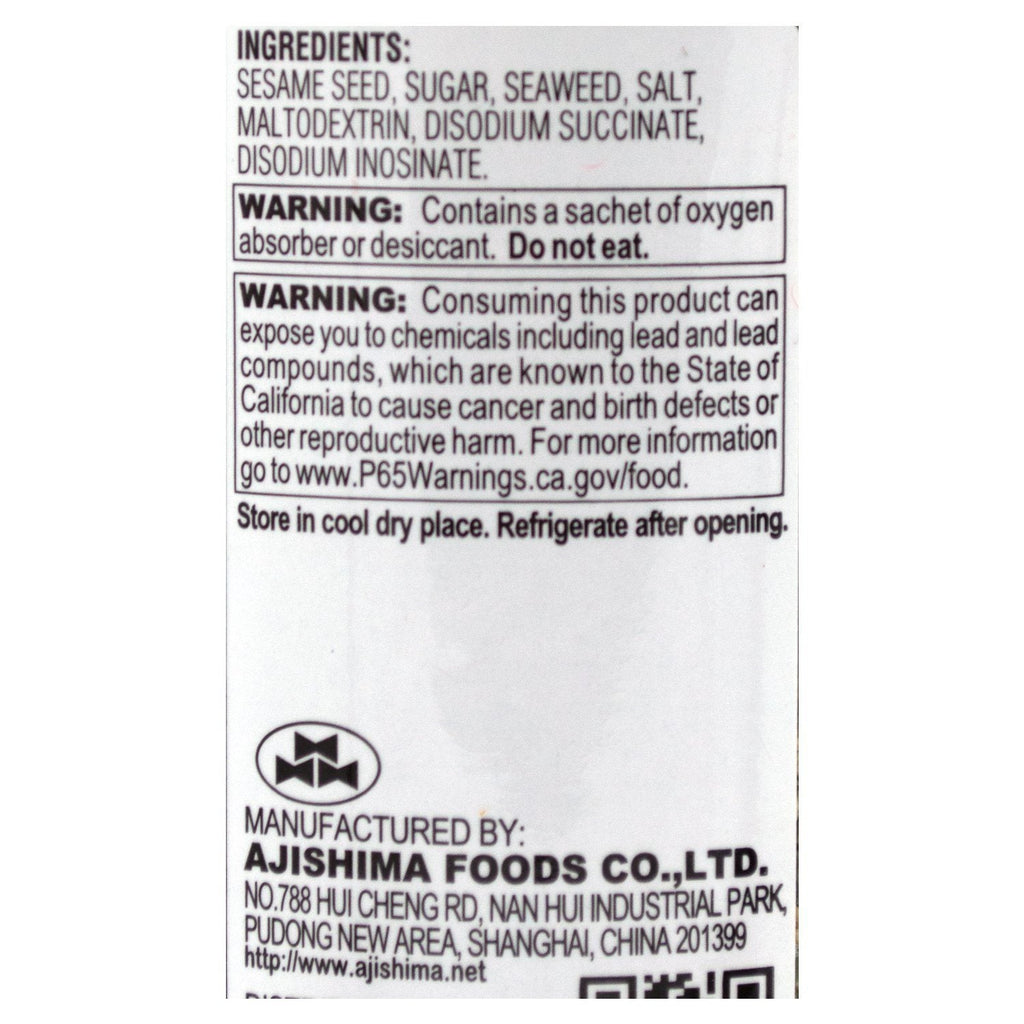 INGREDIENTS:
SESAME SEED, SUGAR, SEAWEED, SALT,
MALTODEXTRIN, DISODIUM SUCCINATE,
DISODIUM INOSINATE.
WARNING: Contains a sachet of oxygen
absorber or desiccant. Do not eat.
WARNING: Consuming this product can
expose you to chemicals including lead and lead
compounds, which are known to the State of
California to cause cancer and birth defects or
other reproductive harm. For more information
go to www.P65Warnings.ca.gov/food.
Store in cool dry place. Refrigerate after opening.
MANUFACTURED BY:
AJISHIMA FOODS CO.,LTD.
NO.788 HUI CHENG RD, NAN HUI INDUSTRIAL PARK,
PUDONG NEW AREA, SHANGHAI, CHINA 201399
http://www.ajishima.net